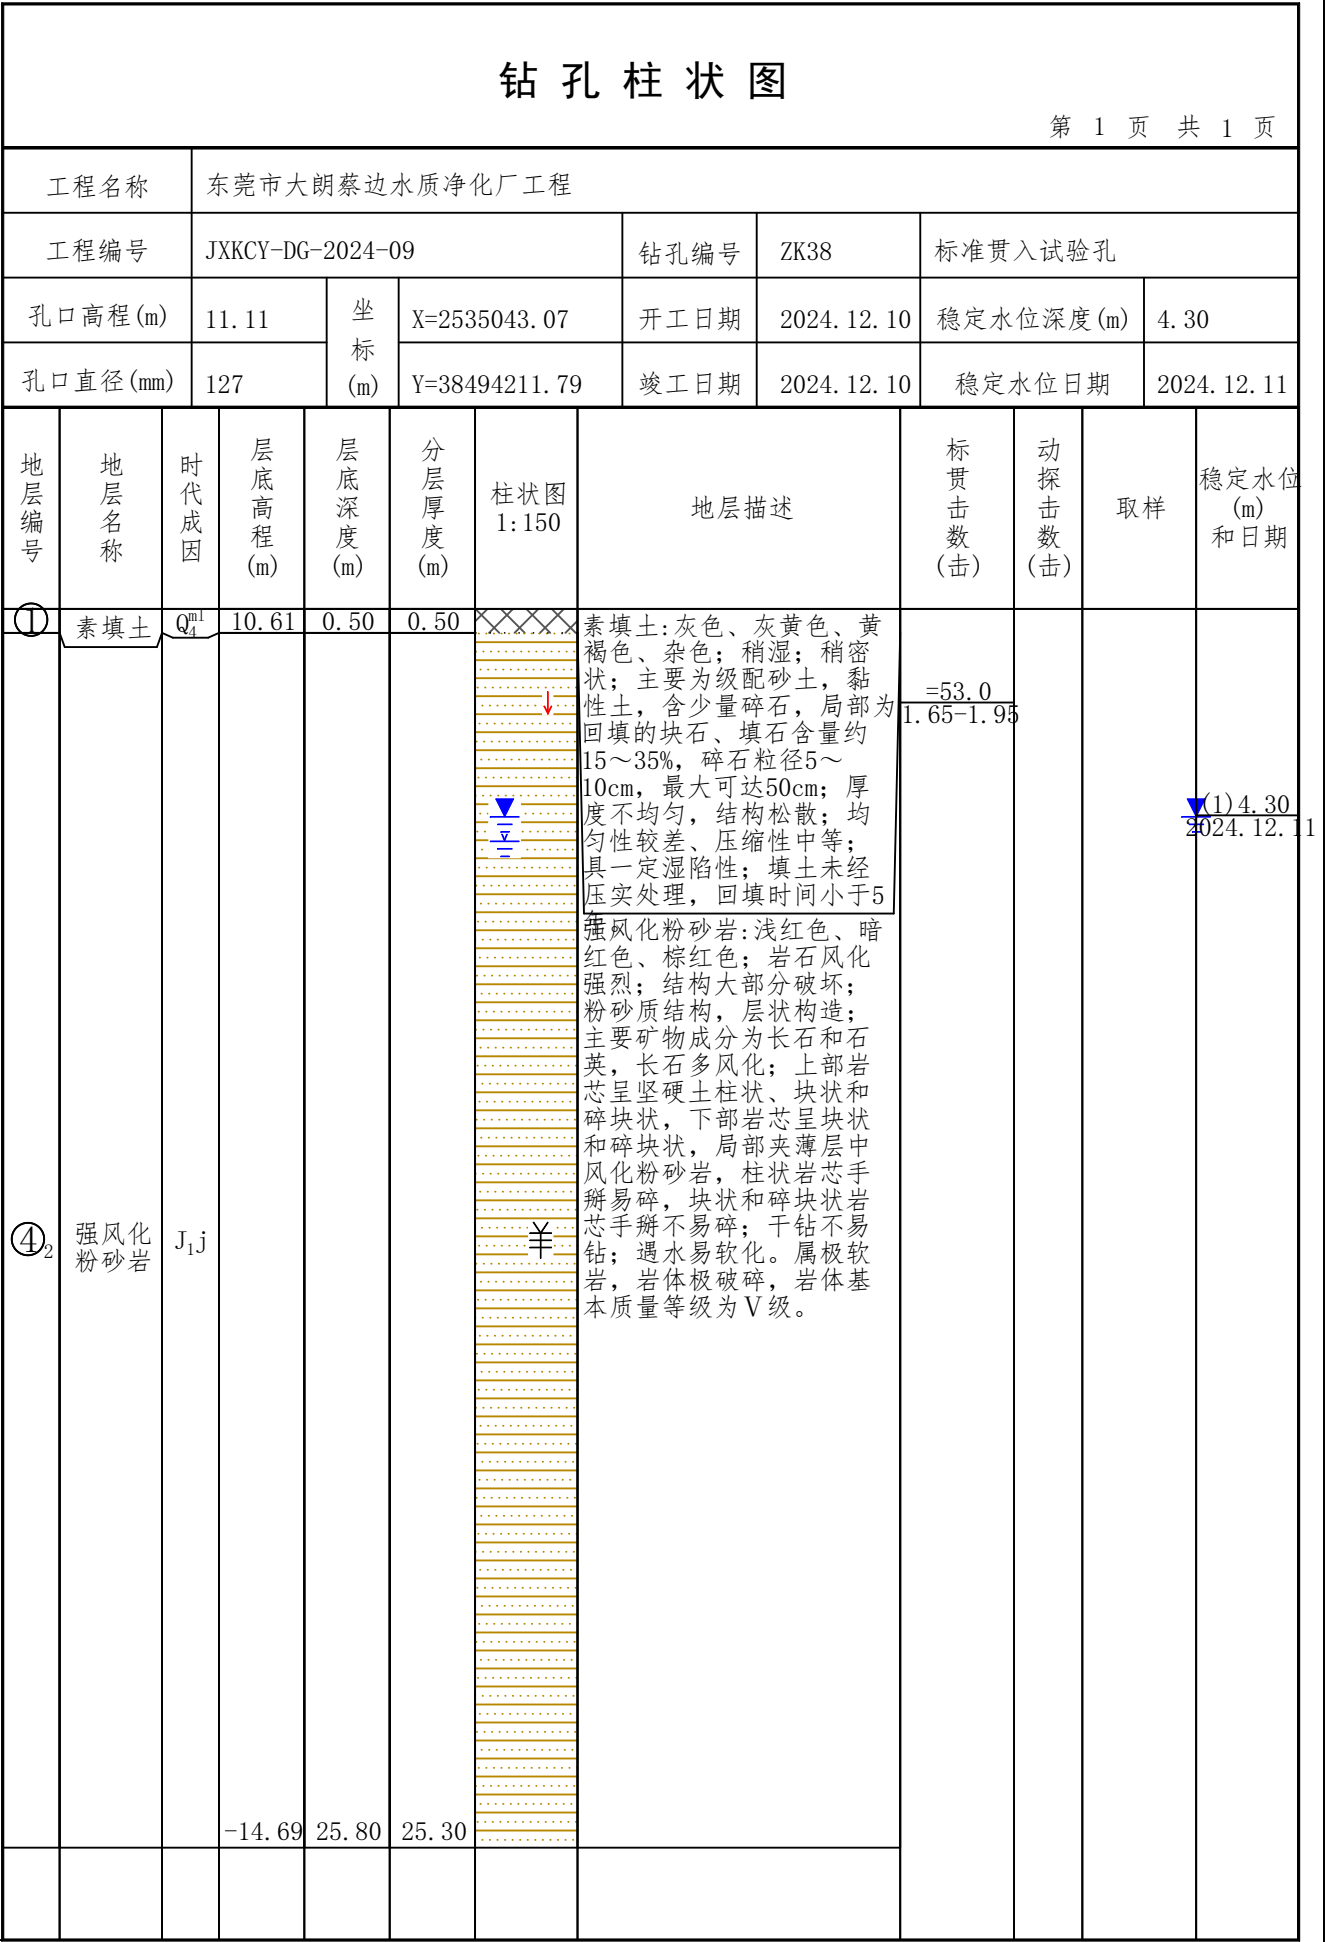 钻孔柱状图
第 1 页 共 1 页
工程名称 东莞市大朗蔡边水质净化厂工程
工程编号 JXKCY-DG-2024-09 钻孔编号 ZK38 标准贯入试验孔
孔口高程(m) 11.11 坐标(m) X=2535043.07 开工日期 2024.12.10 稳定水位深度(m) 4.30
孔口直径(mm) 127 Y=38494211.79 竣工日期 2024.12.10 稳定水位日期 2024.12.11
地层编号 地层名称 时代成因 层底高程(m) 层底深度(m) 分层厚度(m) 柱状图1:150 地层描述 标贯击数(击) 动探击数(击) 取样 稳定水位(m)和日期
① 素填土 Q₄ᵐˡ 10.61 0.50 0.50
素填土:灰色、灰黄色、黄
褐色、杂色；稍湿；稍密
状；主要为级配砂土，黏
性土，含少量碎石，局部为
回填的块石、填石含量约
15～35%，碎石粒径5～
10cm，最大可达50cm；厚
度不均匀，结构松散；均
匀性较差、压缩性中等；
具一定湿陷性；填土未经
压实处理，回填时间小于5
年。
=53.0
1.65-1.95
(1)4.30
2024.12.11
④₂ 强风化粉砂岩 J₁j
强风化粉砂岩:浅红色、暗
红色、棕红色；岩石风化
强烈；结构大部分破坏；
粉砂质结构，层状构造；
主要矿物成分为长石和石
英，长石多风化；上部岩
芯呈坚硬土柱状、块状和
碎块状，下部岩芯呈块状
和碎块状，局部夹薄层中
风化粉砂岩，柱状岩芯手
掰易碎，块状和碎块状岩
芯手掰不易碎；干钻不易
钻；遇水易软化。属极软
岩，岩体极破碎，岩体基
本质量等级为Ⅴ级。
-14.69 25.80 25.30